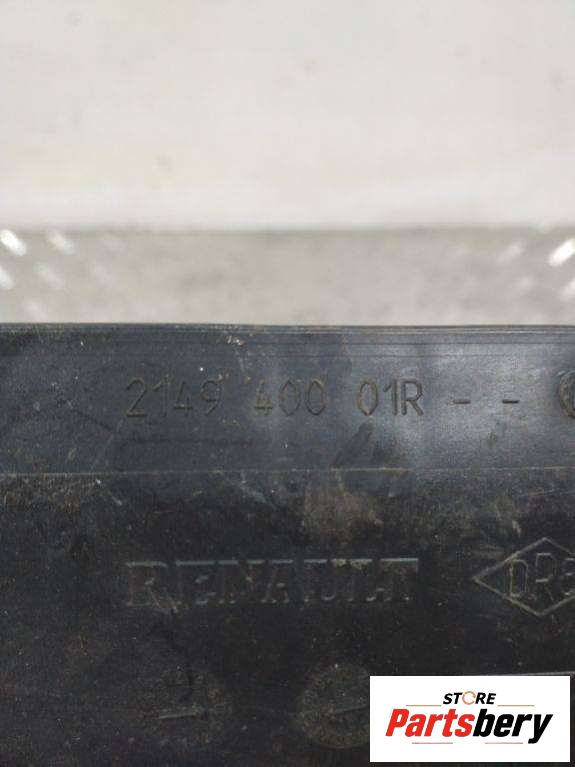 2149 400 01R - -
RENAULT
STORE
Partsbery